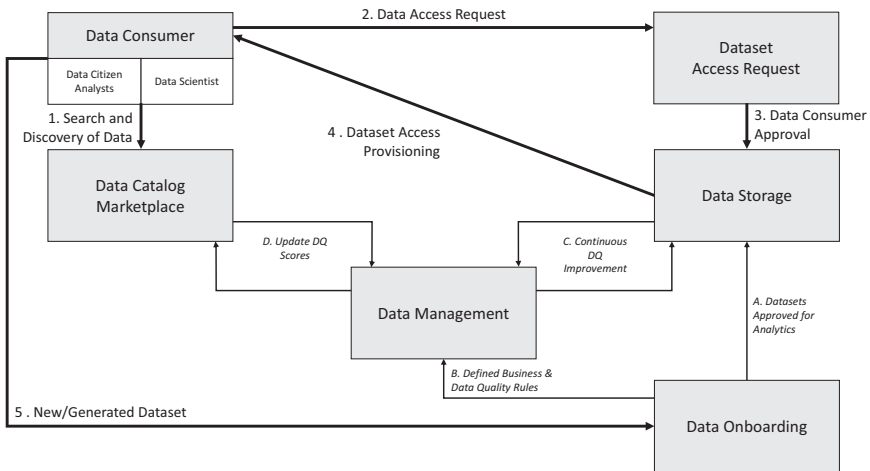 2. Data Access Request
Data Consumer
Data Citizen
Analysts
Data Scientist
Dataset
Access Request
1. Search and
Discovery of Data
4 . Dataset Access
Provisioning
3. Data Consumer
Approval
Data Catalog
Marketplace
Data Storage
D. Update DQ
Scores
C. Continuous
DQ
Improvement
Data Management
A. Datasets
Approved for
Analytics
B. Defined Business &
Data Quality Rules
5 . New/Generated Dataset
Data Onboarding